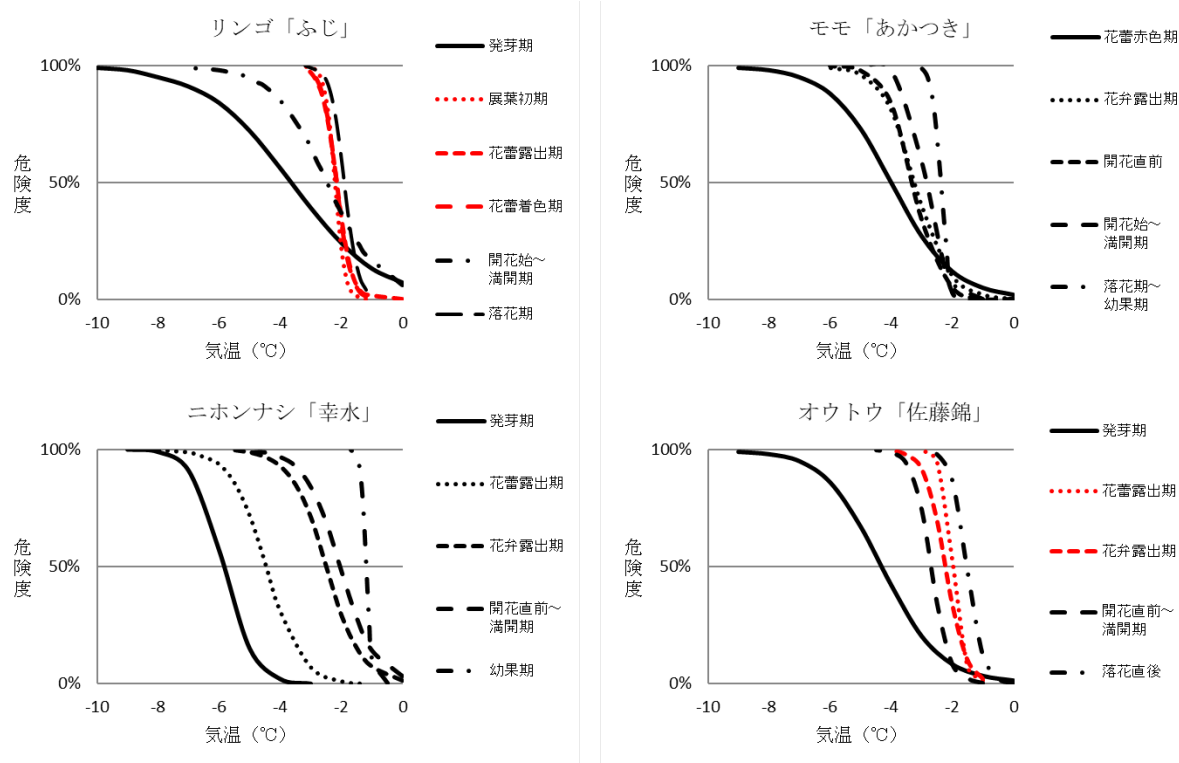 リンゴ「ふじ」
100%
50%
0%
危険度
-10 -8 -6 -4 -2 0
気温（℃）
発芽期
展葉初期
花蕾露出期
花蕾着色期
開花始～
満開期
落花期
モモ「あかつき」
100%
50%
0%
危険度
-10 -8 -6 -4 -2 0
気温（℃）
花蕾赤色期
花弁露出期
開花直前
開花始～
満開期
落花期～
幼果期
ニホンナシ「幸水」
100%
50%
0%
危険度
-10 -8 -6 -4 -2 0
気温（℃）
発芽期
花蕾露出期
花弁露出期
開花直前～
満開期
幼果期
オウトウ「佐藤錦」
100%
50%
0%
危険度
-10 -8 -6 -4 -2 0
気温（℃）
発芽期
花蕾露出期
花弁露出期
開花直前～
満開期
落花直後